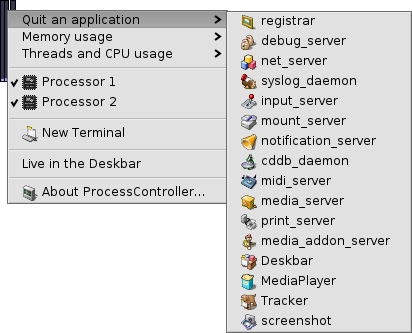 Quit an application
Memory usage
Threads and CPU usage
Processor 1
Processor 2
New Terminal
Live in the Deskbar
About ProcessController...
registrar
debug_server
net_server
syslog_daemon
input_server
mount_server
notification_server
cddb_daemon
midi_server
media_server
print_server
media_addon_server
Deskbar
MediaPlayer
Tracker
screenshot